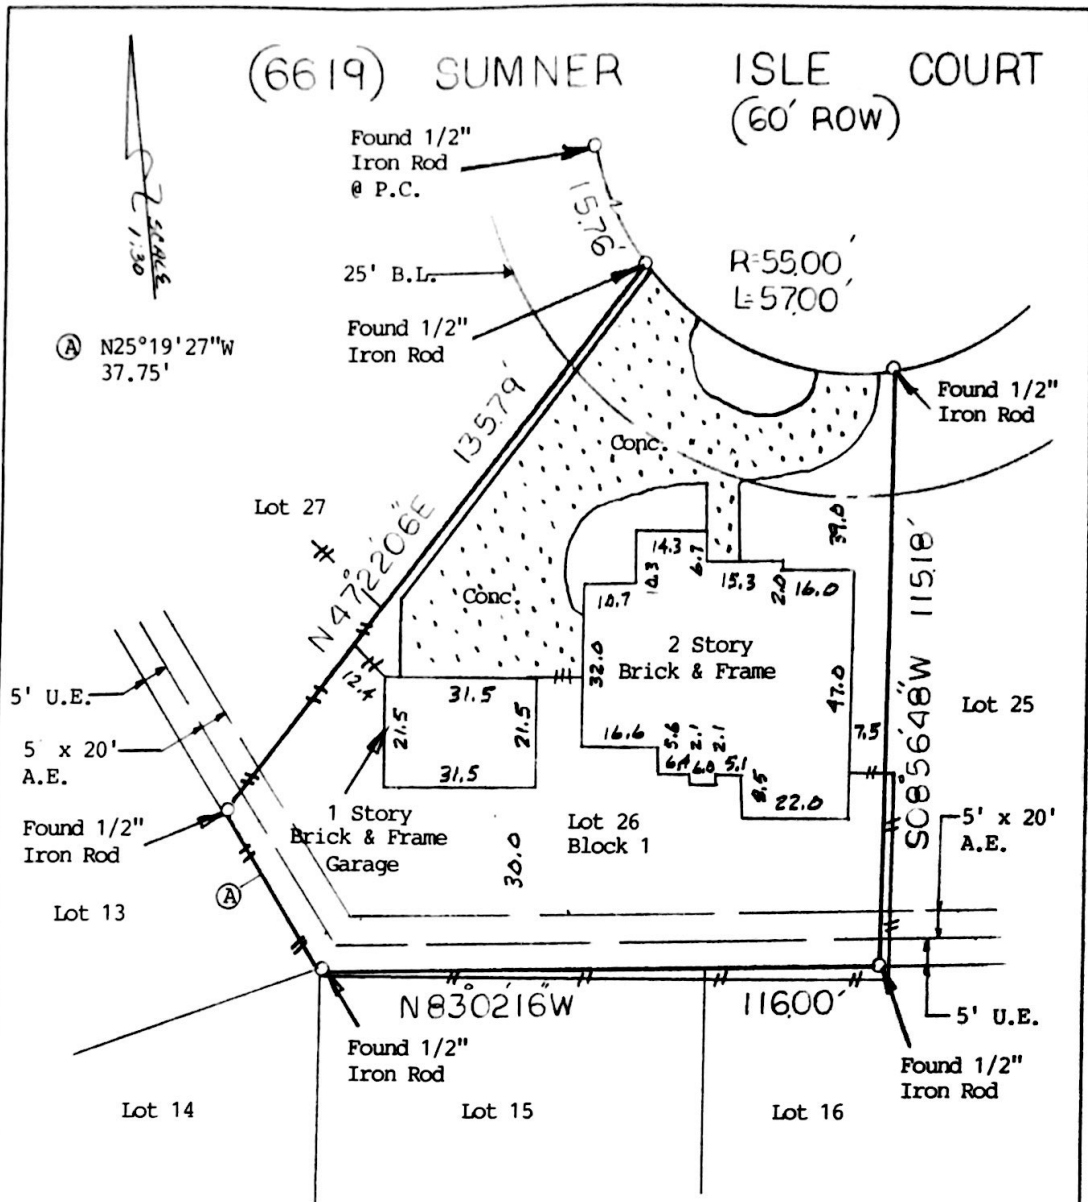 (6619) SUMNER ISLE COURT
(60' ROW)
Found 1/2"
Iron Rod
@ P.C.
SCALE
1:30
15.76'
R=55.00'
L=57.00'
25' B.L.
Found 1/2"
Iron Rod
Ⓐ N25°19'27"W
37.75'
Found 1/2"
Iron Rod
135.79'
N47°22'06"E
Conc.
Lot 27
39.0
14.3
6.7
10.3
15.3
2.0
16.0
10.7
Conc.
S08°56'48"W 115.18'
2 Story
Brick & Frame
32.0
47.0
12.4
5' U.E.
31.5
Lot 25
5' x 20'
A.E.
21.5
21.5
16.6
5.6
2.1
2.1
7.5
31.5
6.4
6.0
5.1
8.5
22.0
1 Story
Brick & Frame
Garage
Found 1/2"
Iron Rod
Lot 26
Block 1
5' x 20'
A.E.
30.0
Ⓐ
Lot 13
N83°02'16"W 116.00'
5' U.E.
Found 1/2"
Iron Rod
Found 1/2"
Iron Rod
Lot 14
Lot 15
Lot 16